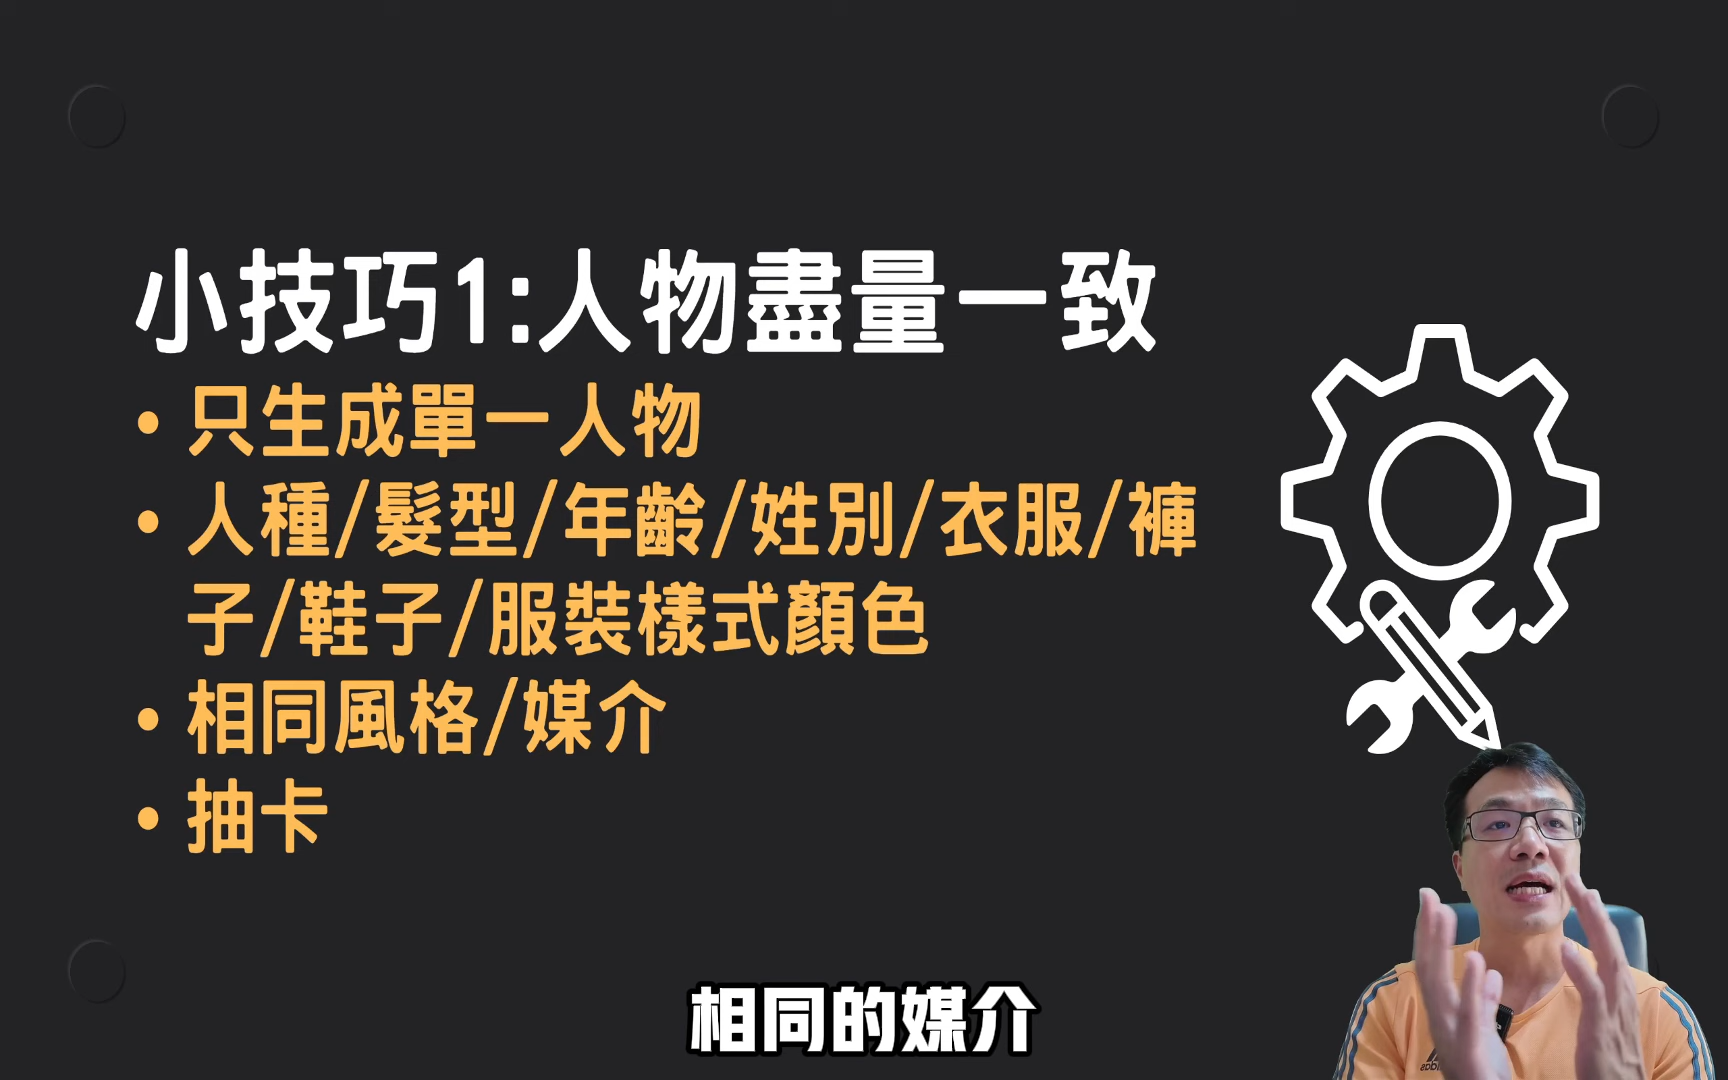 小技巧1:人物盡量一致
• 只生成單一人物
• 人種/髮型/年齡/姓別/衣服/褲
子/鞋子/服裝樣式顏色
• 相同風格/媒介
• 抽卡
相同的媒介
adidas